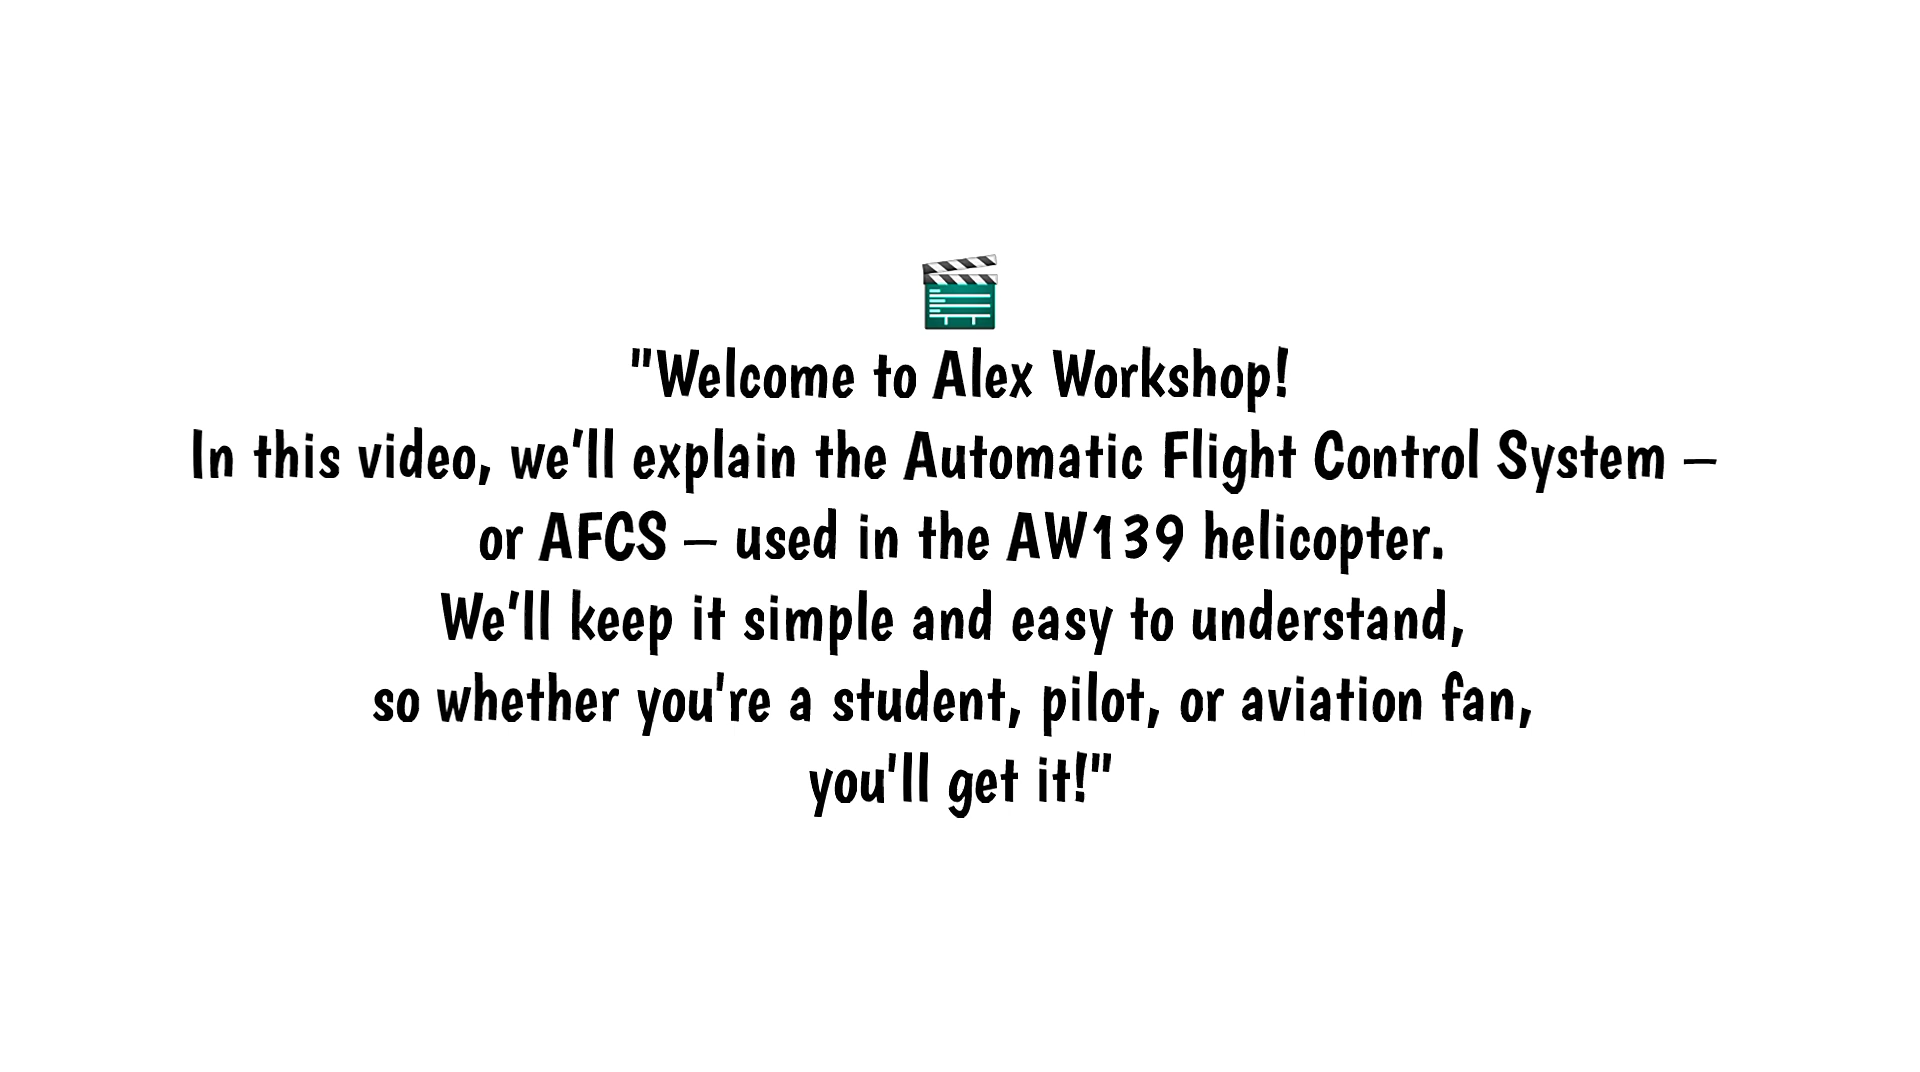 "Welcome to Alex Workshop!
In this video, we'll explain the Automatic Flight Control System –
or AFCS – used in the AW139 helicopter.
We'll keep it simple and easy to understand,
so whether you're a student, pilot, or aviation fan,
you'll get it!"